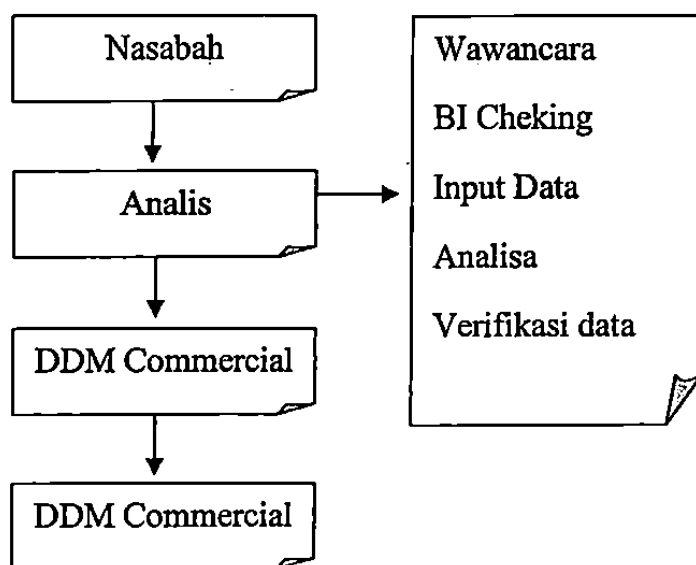 Nasabah
Analis
DDM Commercial
DDM Commercial
Wawancara
BI Cheking
Input Data
Analisa
Verifikasi data